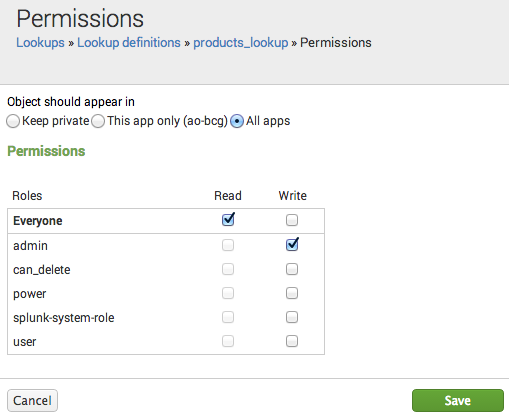 Permissions
Lookups » Lookup definitions » products_lookup » Permissions
Object should appear in
Keep private This app only (ao-bcg) All apps
Permissions
Roles Read Write
Everyone
admin
can_delete
power
splunk-system-role
user
Cancel Save